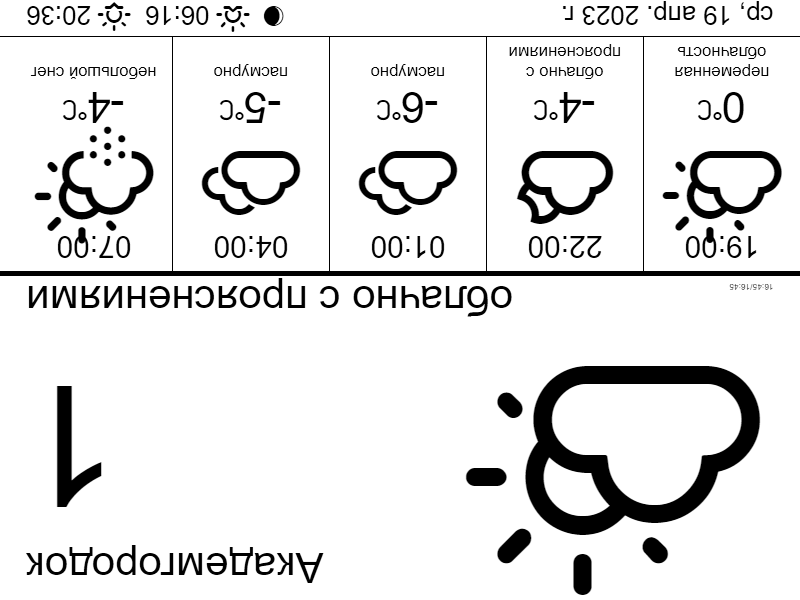 Академгородок
1
облачно с прояснениями
16:45/16:45
19:00
0°C
переменная
облачность
22:00
-4°C
облачно с
прояснениями
01:00
-6°C
пасмурно
04:00
-5°C
пасмурно
07:00
-4°C
небольшой снег
ср, 19 апр. 2023 г.
06:16 20:36